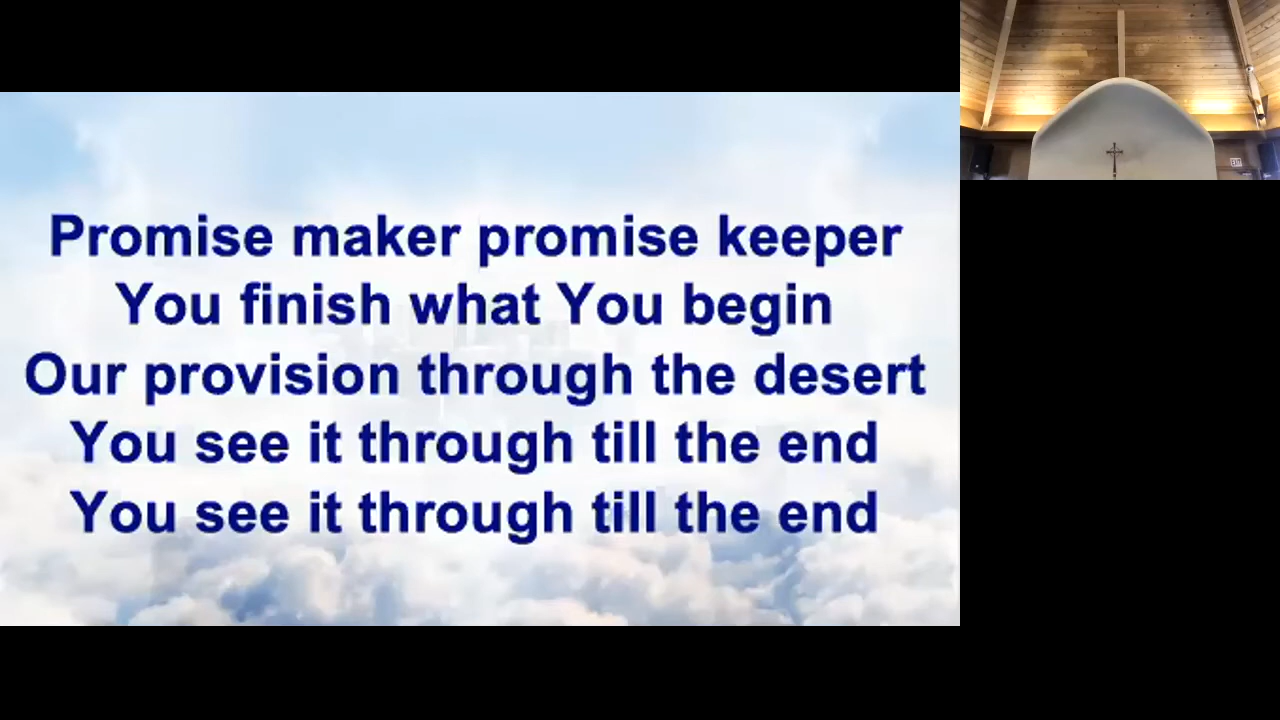 Promise maker promise keeper
You finish what You begin
Our provision through the desert
You see it through till the end
You see it through till the end
EXIT